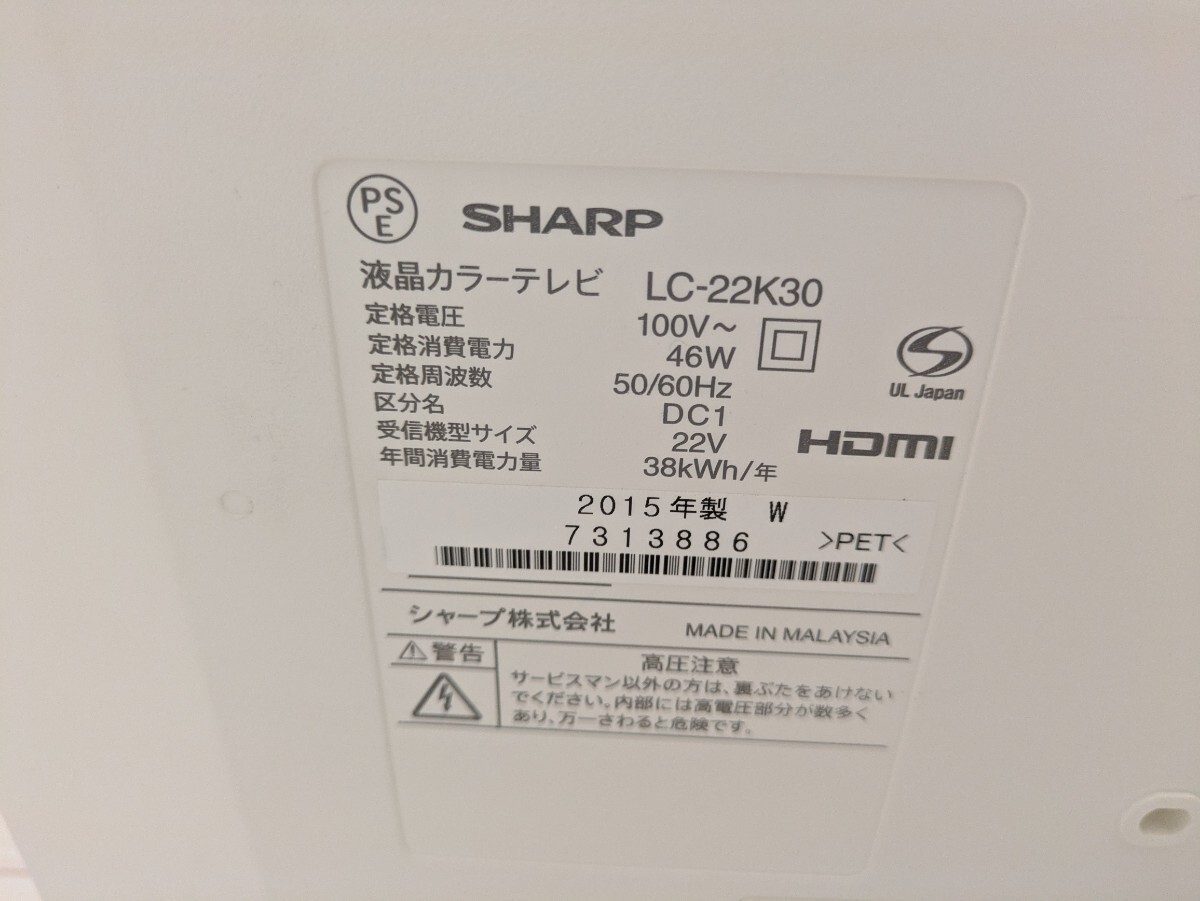 PSE
SHARP
液晶カラーテレビ LC-22K30
定格電圧 100V～
定格消費電力 46W
定格周波数 50/60Hz
区分名 DC1
受信機型サイズ 22V
年間消費電力量 38kWh/年
UL Japan
HDMI
2015年製 W
7313886 >PET<
シャープ株式会社 MADE IN MALAYSIA
警告
高圧注意
サービスマン以外の方は、裏ぶたをあけない
でください。内部には高電圧部分が数多く
あり、万一さわると危険です。